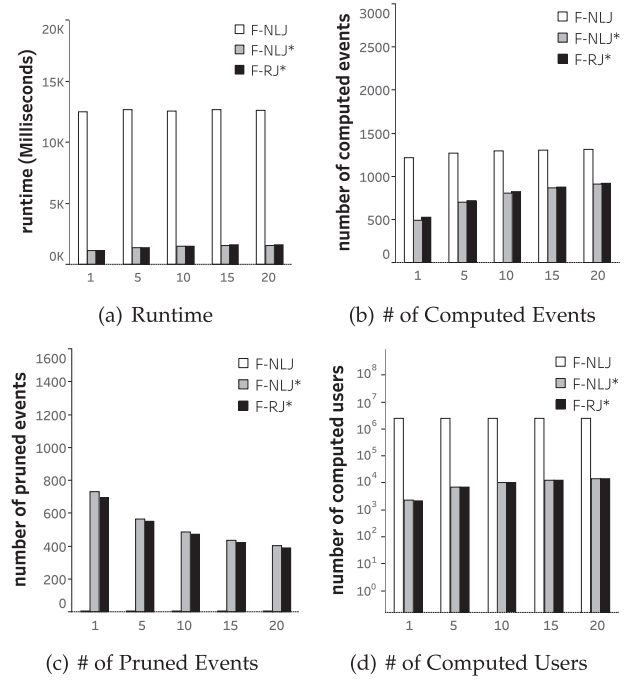 20K
15K
10K
5K
0K
runtime (Milliseconds)
F-NLJ
F-NLJ*
F-RJ*
1 5 10 15 20
(a) Runtime
3000
2500
2000
1500
1000
500
0
number of computed events
F-NLJ
F-NLJ*
F-RJ*
1 5 10 15 20
(b) # of Computed Events
1600
1400
1200
1000
800
600
400
200
0
number of pruned events
F-NLJ
F-NLJ*
F-RJ*
1 5 10 15 20
(c) # of Pruned Events
10⁸
10⁷
10⁶
10⁵
10⁴
10³
10²
10¹
10⁰
number of computed users
F-NLJ
F-NLJ*
F-RJ*
1 5 10 15 20
(d) # of Computed Users